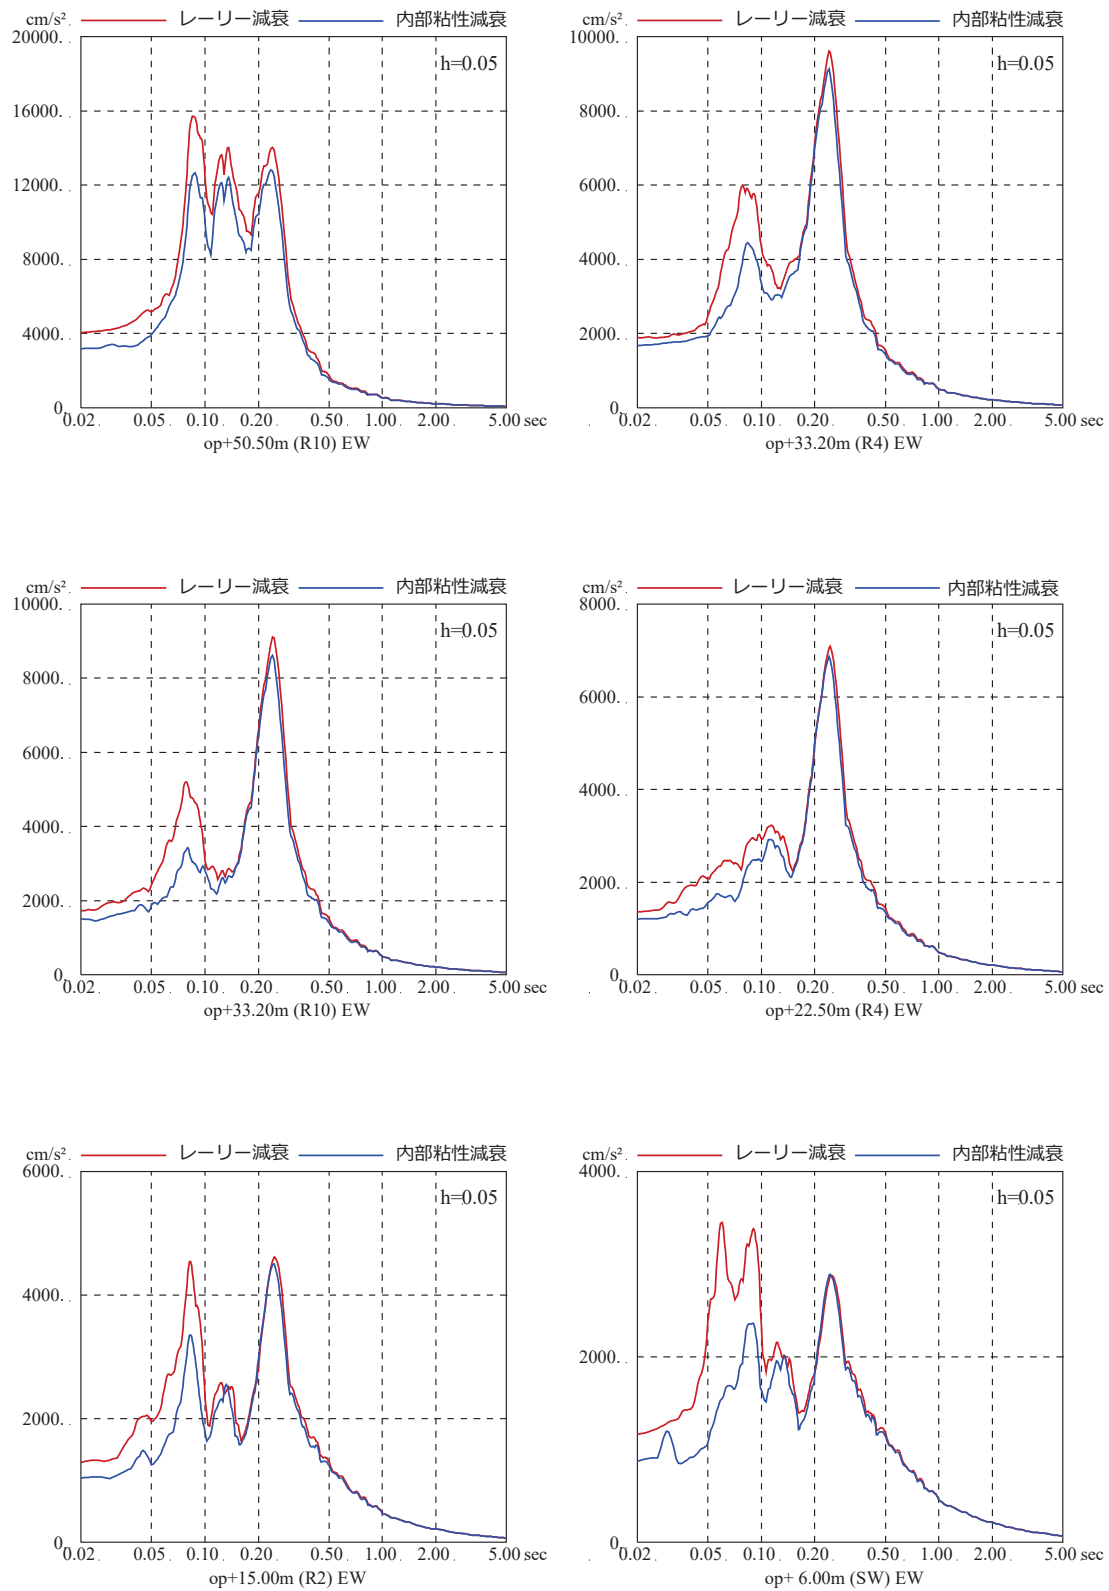 cm/s². レーリー減衰 内部粘性減衰
20000.
h=0.05
16000.
12000.
8000.
4000.
0.
0.02 0.05 0.10 0.20 0.50 1.00 2.00 5.00 sec
op+50.50m (R10) EW
cm/s². レーリー減衰 内部粘性減衰
10000.
h=0.05
8000.
6000.
4000.
2000.
0.
0.02 0.05 0.10 0.20 0.50 1.00 2.00 5.00 sec
op+33.20m (R4) EW
cm/s². レーリー減衰 内部粘性減衰
10000.
h=0.05
8000.
6000.
4000.
2000.
0.
0.02 0.05 0.10 0.20 0.50 1.00 2.00 5.00 sec
op+33.20m (R10) EW
cm/s². レーリー減衰 内部粘性減衰
8000.
h=0.05
6000.
4000.
2000.
0.
0.02 0.05 0.10 0.20 0.50 1.00 2.00 5.00 sec
op+22.50m (R4) EW
cm/s². レーリー減衰 内部粘性減衰
6000.
h=0.05
4000.
2000.
0.
0.02 0.05 0.10 0.20 0.50 1.00 2.00 5.00 sec
op+15.00m (R2) EW
cm/s². レーリー減衰 内部粘性減衰
4000.
h=0.05
2000.
0.
0.02 0.05 0.10 0.20 0.50 1.00 2.00 5.00 sec
op+ 6.00m (SW) EW